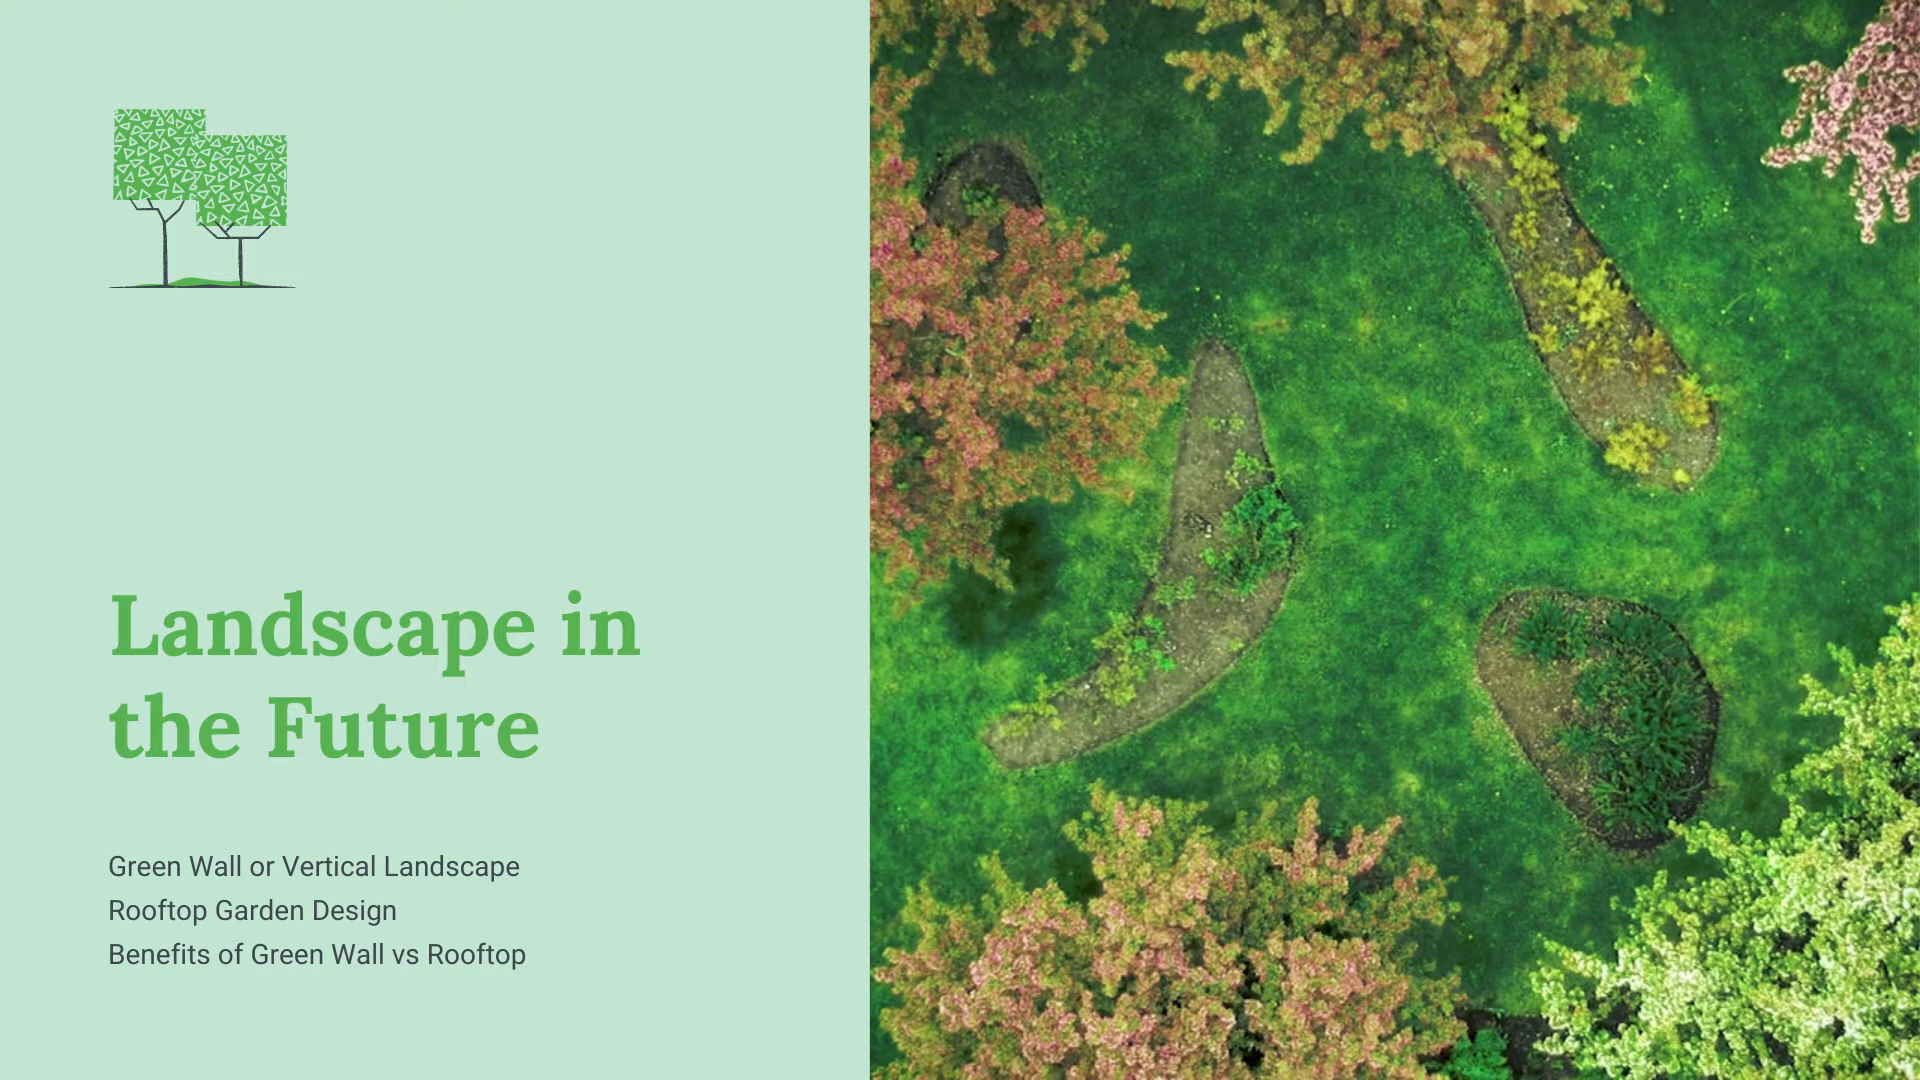 Landscape in
the Future
Green Wall or Vertical Landscape
Rooftop Garden Design
Benefits of Green Wall vs Rooftop